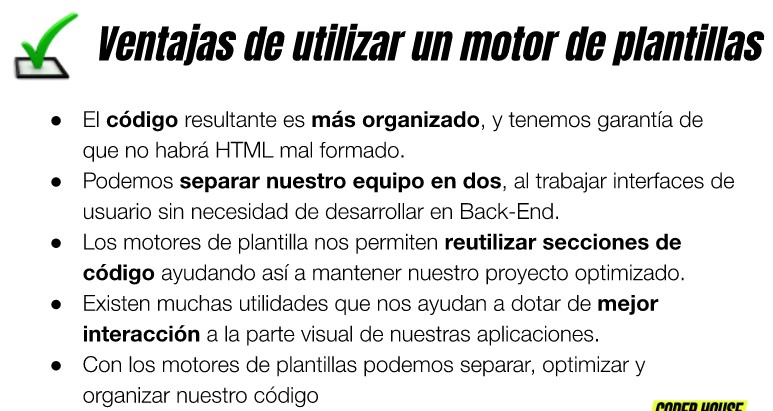 Ventajas de utilizar un motor de plantillas
● El código resultante es más organizado, y tenemos garantía de
que no habrá HTML mal formado.
● Podemos separar nuestro equipo en dos, al trabajar interfaces de
usuario sin necesidad de desarrollar en Back-End.
● Los motores de plantilla nos permiten reutilizar secciones de
código ayudando así a mantener nuestro proyecto optimizado.
● Existen muchas utilidades que nos ayudan a dotar de mejor
interacción a la parte visual de nuestras aplicaciones.
● Con los motores de plantillas podemos separar, optimizar y
organizar nuestro código
CODER HOUSE